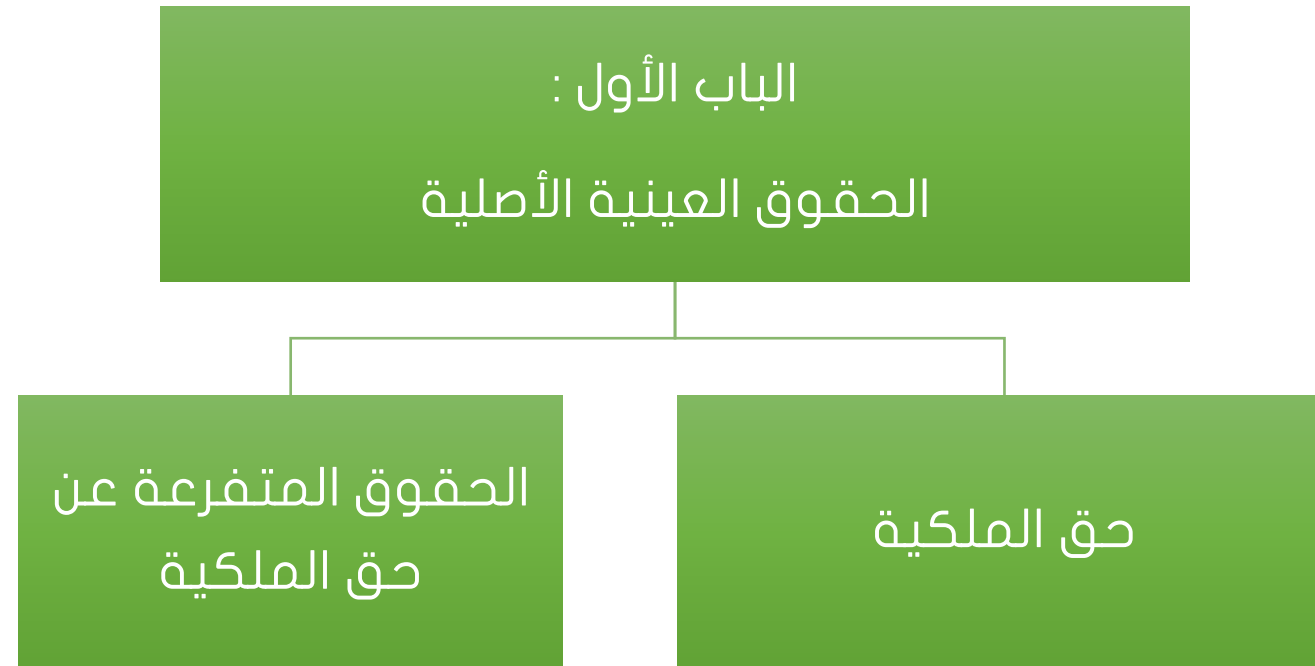 الباب الأول :
الحقوق العينية الأصلية
حق الملكية
الحقوق المتفرعة عن
حق الملكية